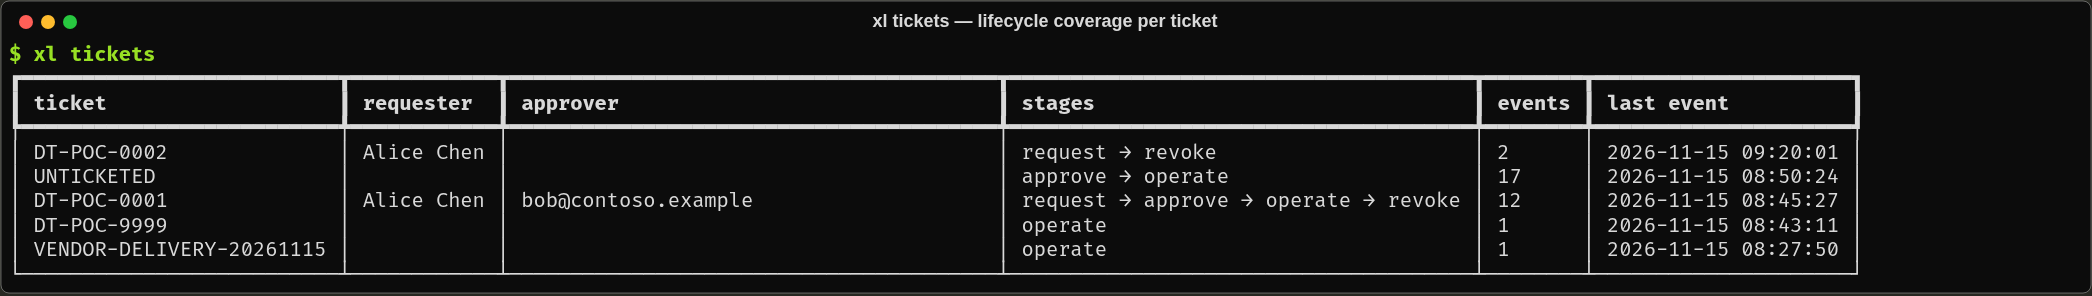 xl tickets — lifecycle coverage per ticket
$ xl tickets
ticket requester approver stages events last event
DT-POC-0002 Alice Chen request → revoke 2 2026-11-15 09:20:01
UNTICKETED approve → operate 17 2026-11-15 08:50:24
DT-POC-0001 Alice Chen bob@contoso.example request → approve → operate → revoke 12 2026-11-15 08:45:27
DT-POC-9999 operate 1 2026-11-15 08:43:11
VENDOR-DELIVERY-20261115 operate 1 2026-11-15 08:27:50